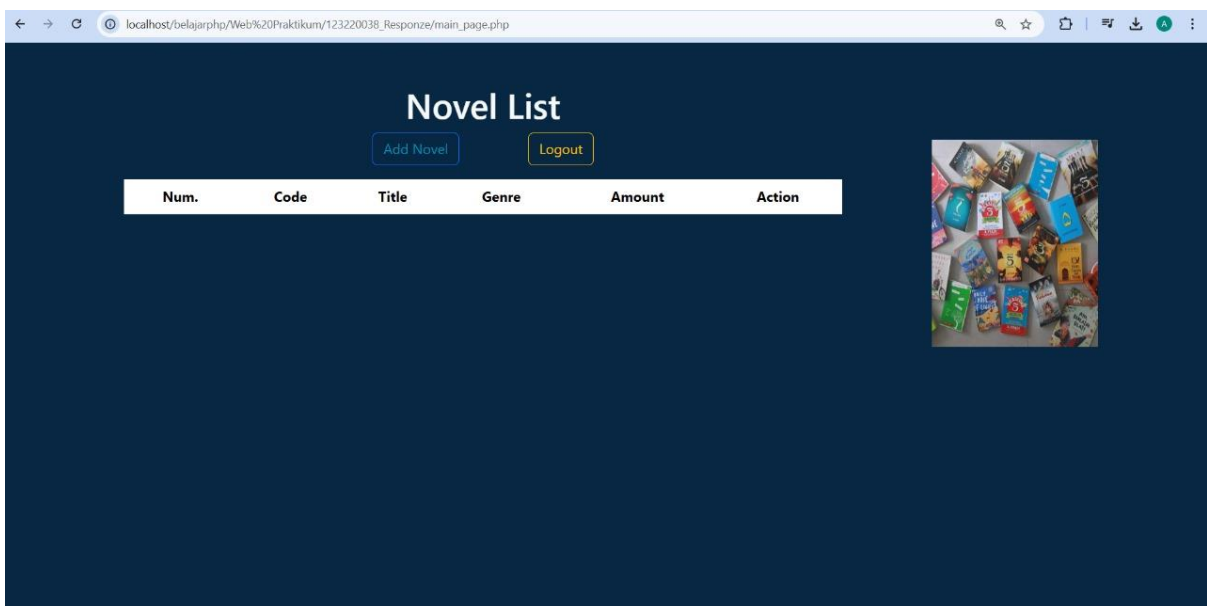 localhost/belajarphp/Web%20Praktikum/123220038_Responze/main_page.php
A
Novel List
Add Novel Logout
Num. Code Title Genre Amount Action